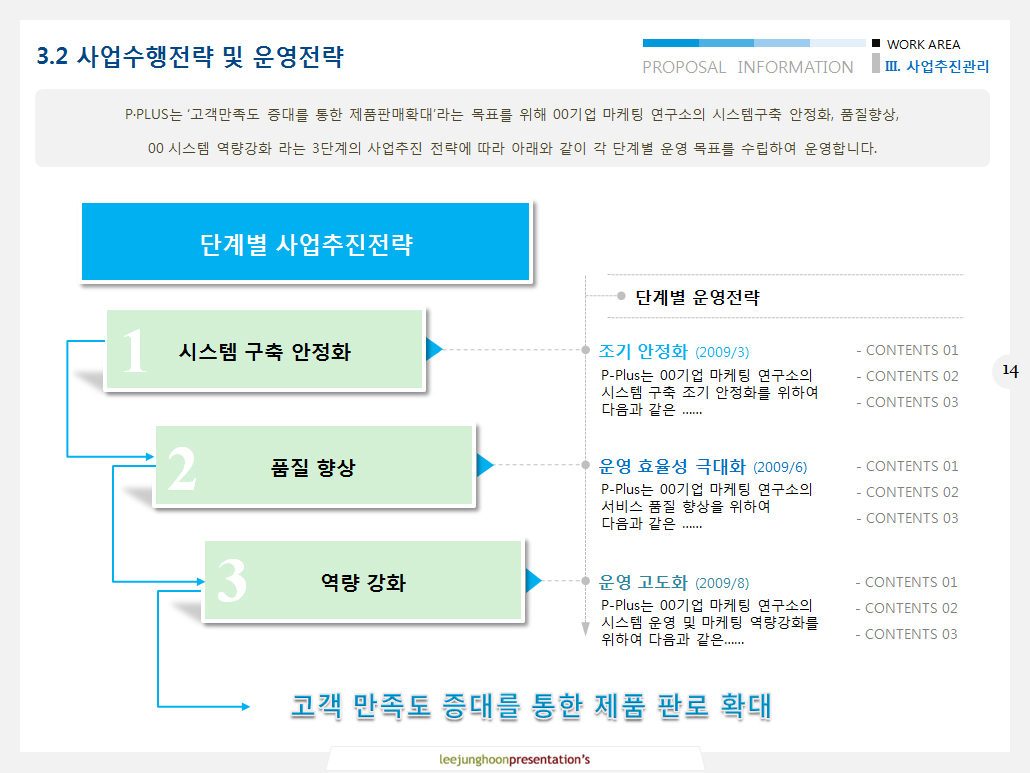 3.2 사업수행전략 및 운영전략
PROPOSAL INFORMATION
WORK AREA
Ⅲ. 사업추진관리
P·PLUS는 ‘고객만족도 증대를 통한 제품판매확대’라는 목표를 위해 00기업 마케팅 연구소의 시스템구축 안정화, 품질향상,
00 시스템 역량강화 라는 3단계의 사업추진 전략에 따라 아래와 같이 각 단계별 운영 목표를 수립하여 운영합니다.
단계별 사업추진전략
단계별 운영전략
1 시스템 구축 안정화
조기 안정화 (2009/3)
P-Plus는 00기업 마케팅 연구소의
시스템 구축 조기 안정화를 위하여
다음과 같은 ……
- CONTENTS 01
- CONTENTS 02
- CONTENTS 03
14
2 품질 향상
운영 효율성 극대화 (2009/6)
P-Plus는 00기업 마케팅 연구소의
서비스 품질 향상을 위하여
다음과 같은 ……
- CONTENTS 01
- CONTENTS 02
- CONTENTS 03
3 역량 강화
운영 고도화 (2009/8)
P-Plus는 00기업 마케팅 연구소의
시스템 운영 및 마케팅 역량강화를
위하여 다음과 같은……
- CONTENTS 01
- CONTENTS 02
- CONTENTS 03
고객 만족도 증대를 통한 제품 판로 확대
leejunghoonpresentation’s